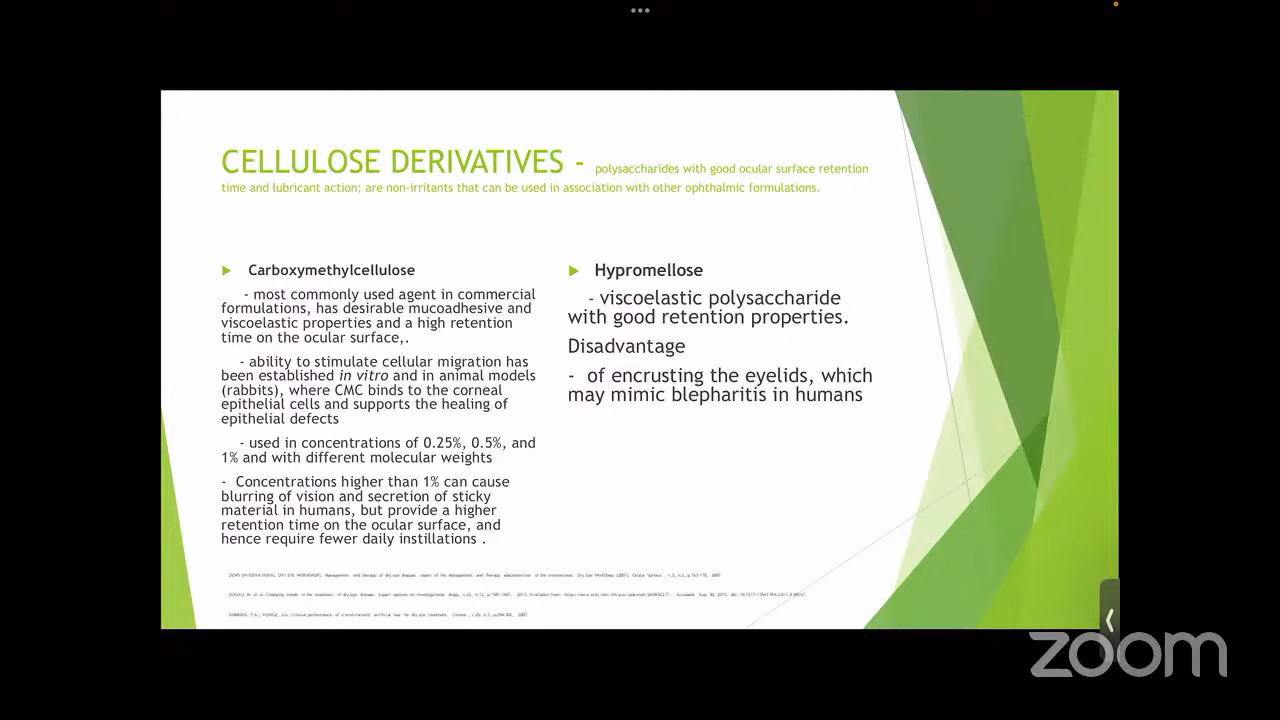 CELLULOSE DERIVATIVES - polysaccharides with good ocular surface retention
time and lubricant action; are non-irritants that can be used in association with other ophthalmic formulations.
Carboxymethylcellulose
- most commonly used agent in commercial
formulations, has desirable mucoadhesive and
viscoelastic properties and a high retention
time on the ocular surface,.
- ability to stimulate cellular migration has
been established in vitro and in animal models
(rabbits), where CMC binds to the corneal
epithelial cells and supports the healing of
epithelial defects
- used in concentrations of 0.25%, 0.5%, and
1% and with different molecular weights
- Concentrations higher than 1% can cause
blurring of vision and secretion of sticky
material in humans, but provide a higher
retention time on the ocular surface, and
hence require fewer daily instillations .
Hypromellose
- viscoelastic polysaccharide
with good retention properties.
Disadvantage
- of encrusting the eyelids, which
may mimic blepharitis in humans
zoom